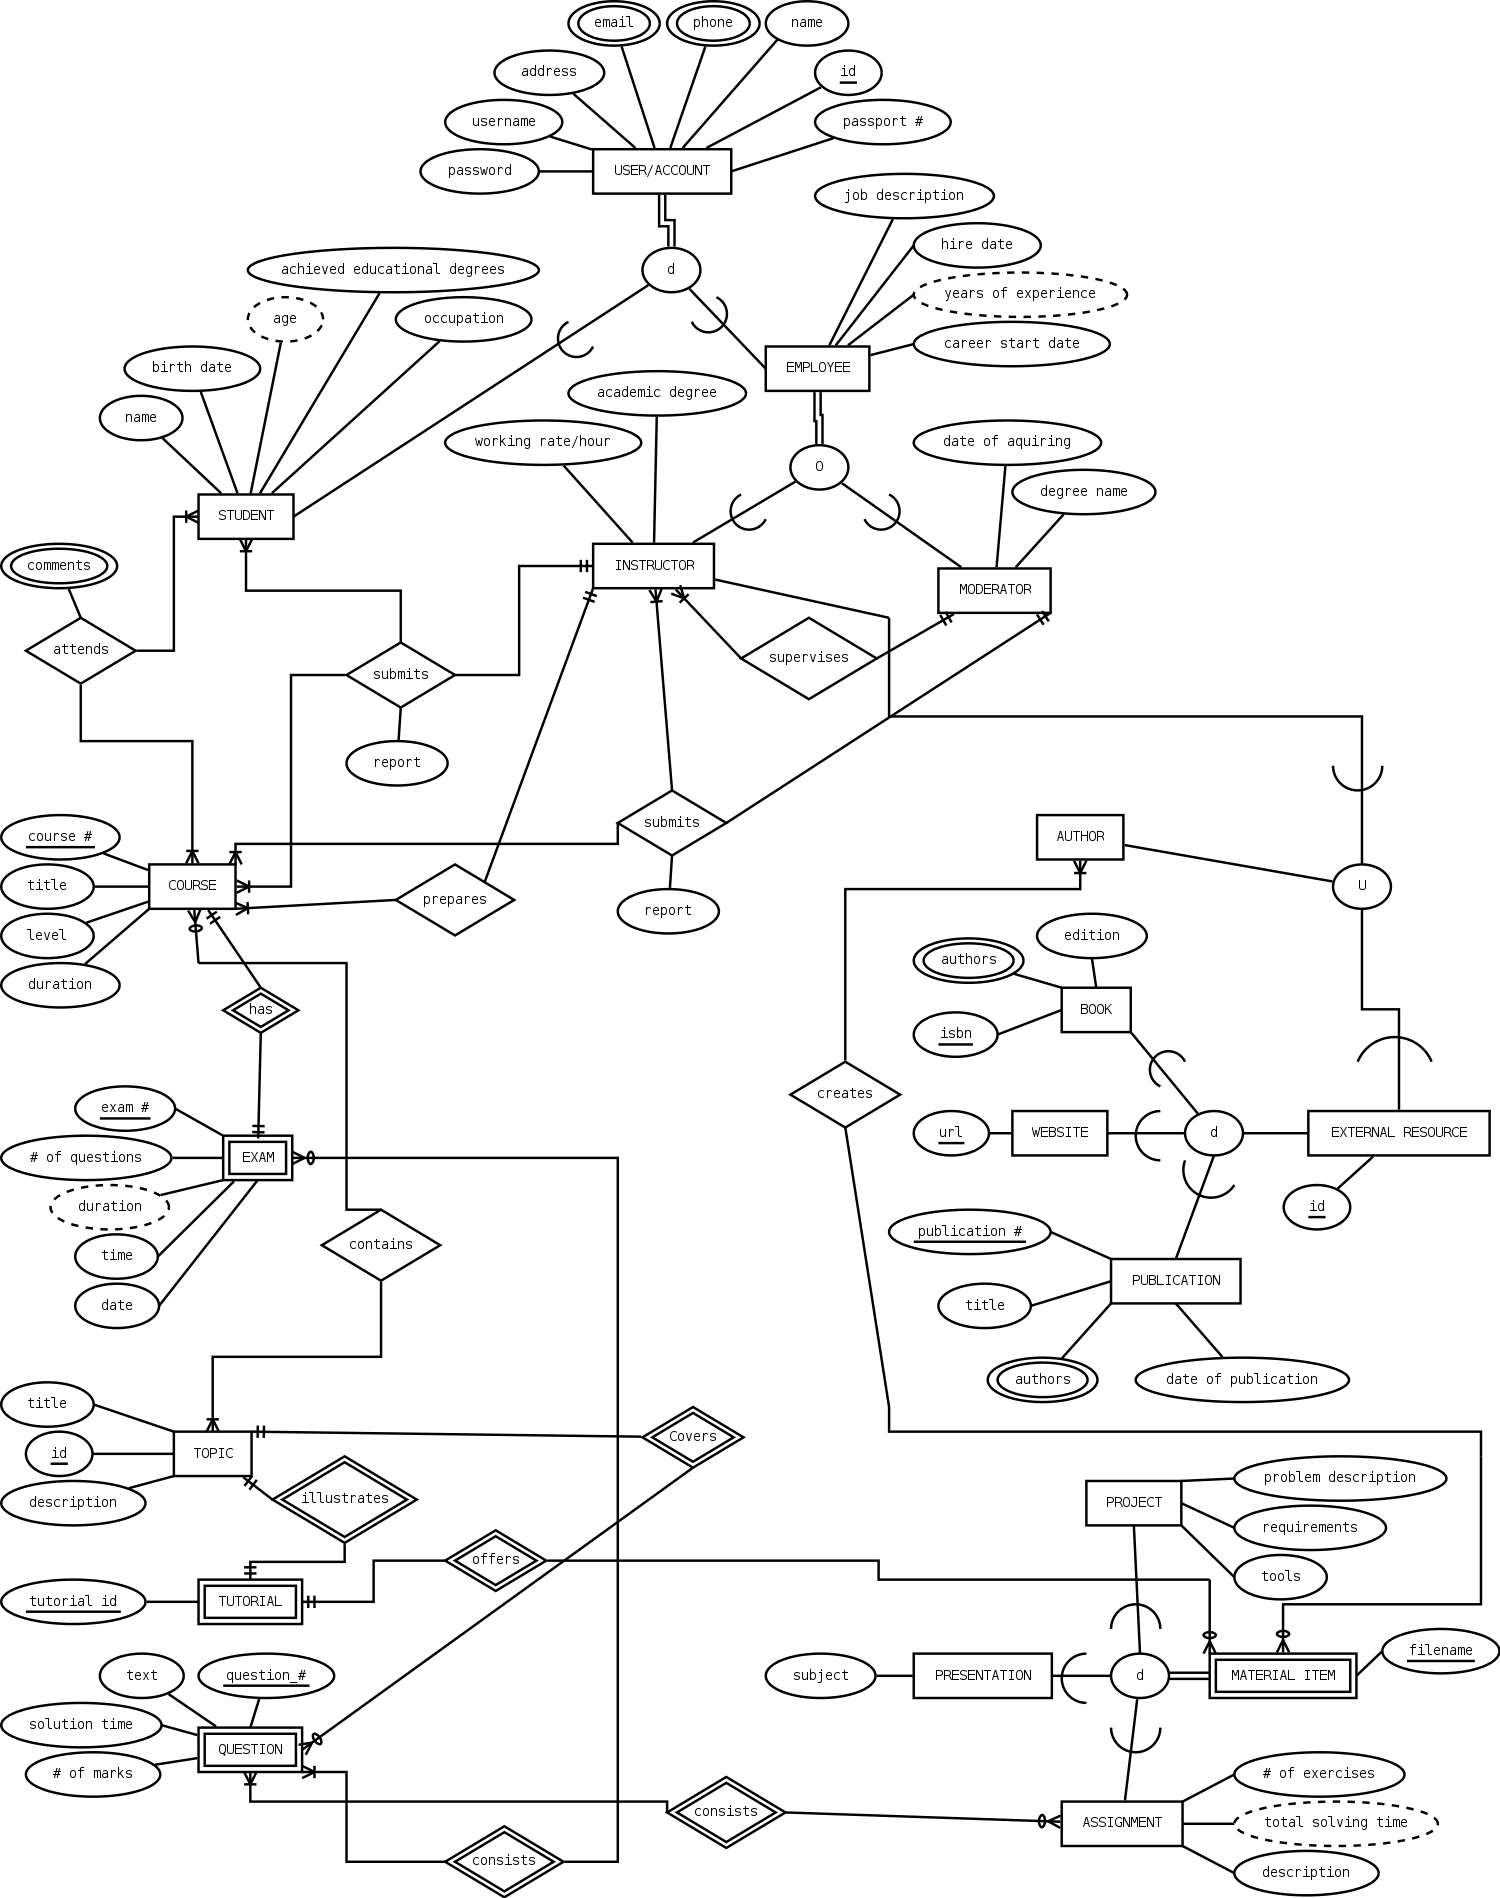 email
phone
name
address
id
username
passport #
password
USER/ACCOUNT
job description
hire date
achieved educational degrees
d
years of experience
age
occupation
career start date
birth date
EMPLOYEE
academic degree
name
working rate/hour
date of aquiring
O
degree name
STUDENT
comments
INSTRUCTOR
MODERATOR
attends
submits
supervises
report
submits
course #
AUTHOR
title
COURSE
prepares
U
report
level
edition
authors
duration
has
BOOK
isbn
creates
exam #
url
WEBSITE
d
EXTERNAL RESOURCE
# of questions
EXAM
duration
id
publication #
contains
time
PUBLICATION
date
title
authors
date of publication
title
Covers
id
TOPIC
problem description
description
illustrates
PROJECT
requirements
offers
tools
tutorial id
TUTORIAL
filename
text
question_#
subject
PRESENTATION
d
MATERIAL ITEM
solution time
QUESTION
# of marks
# of exercises
consists
ASSIGNMENT
total solving time
consists
description